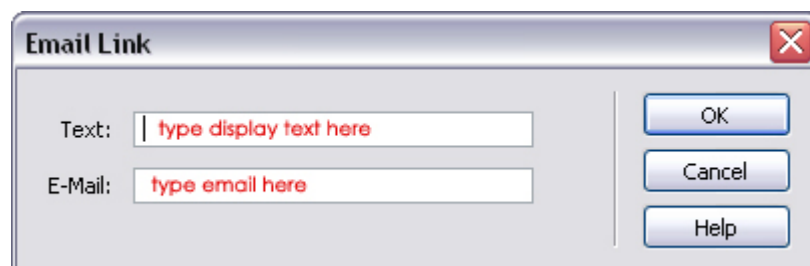 Email Link
Text: type display text here
E-Mail: type email here
OK
Cancel
Help